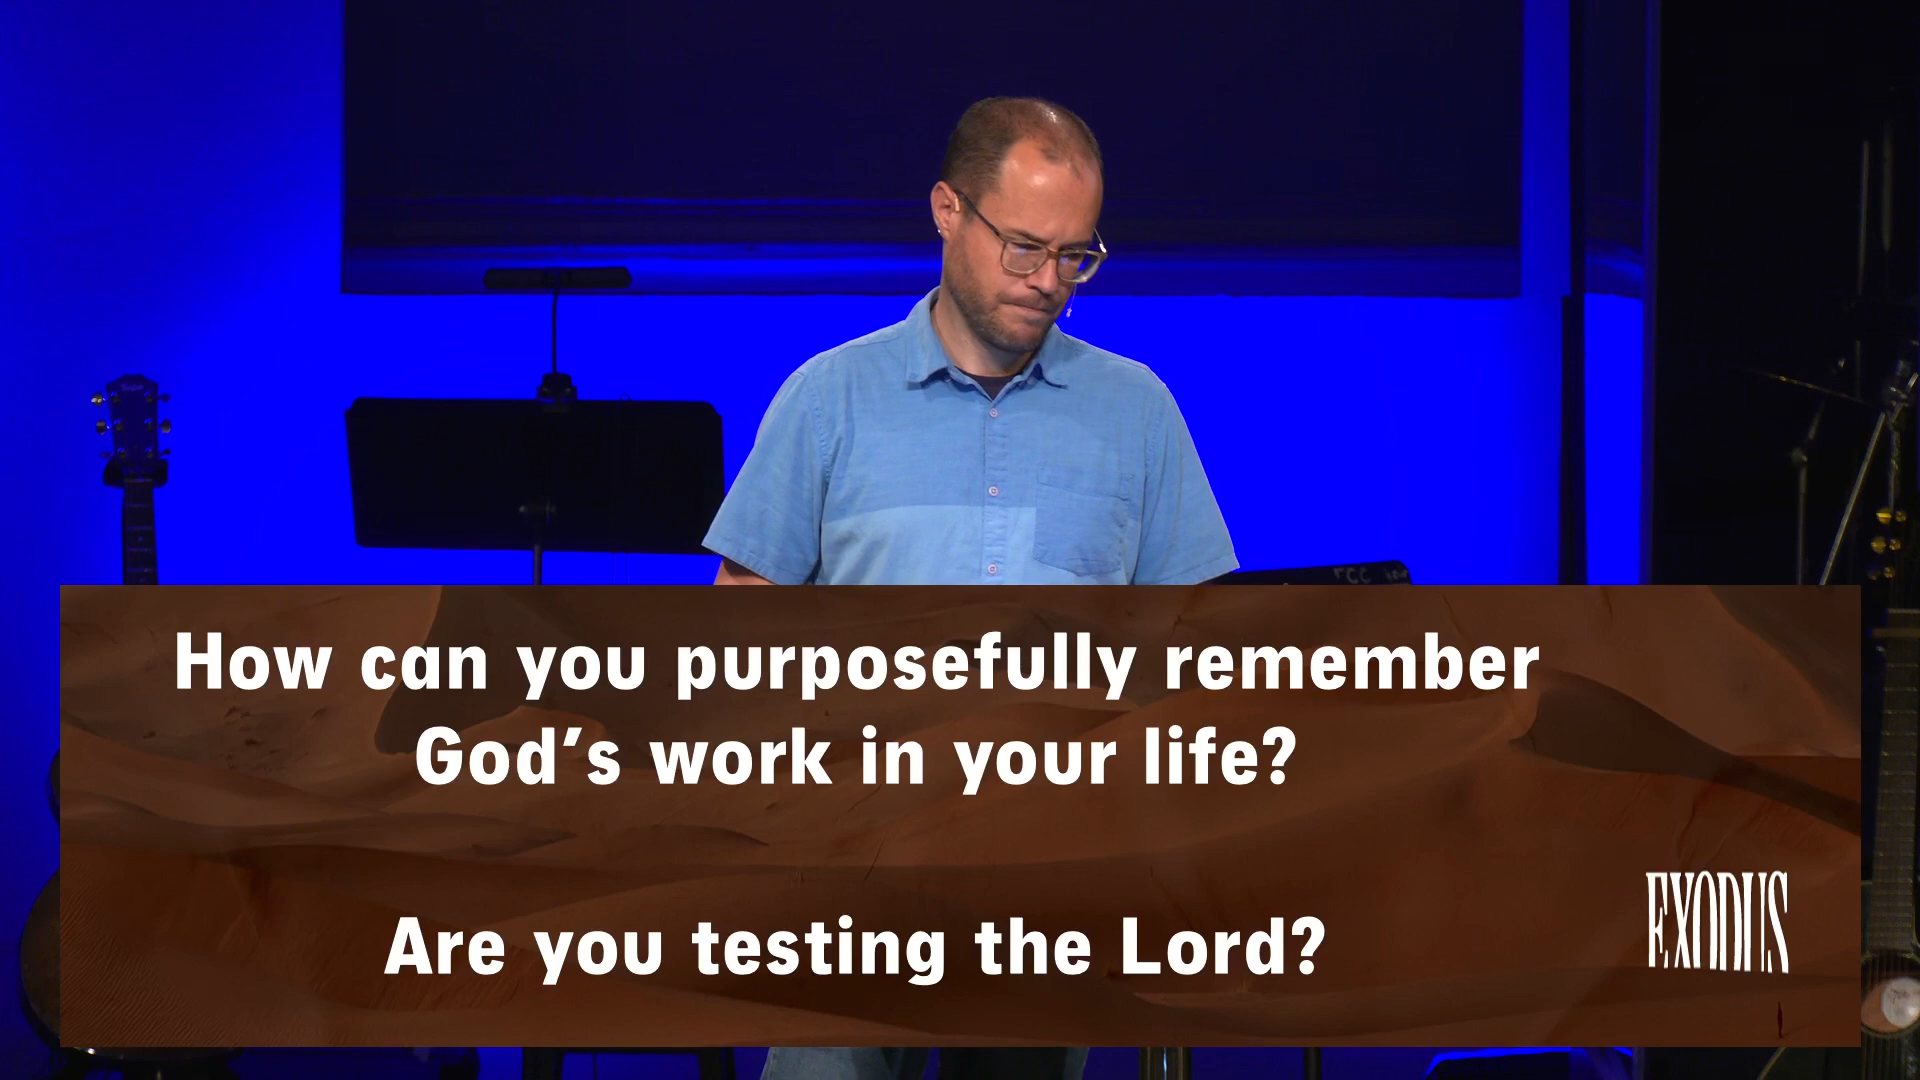 How can you purposefully remember
God’s work in your life?
Are you testing the Lord?
EXODUS